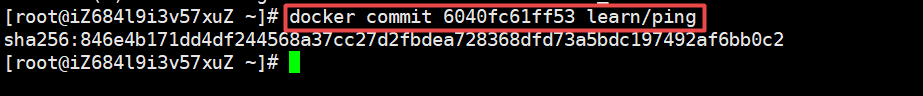 [root@iZ684l9i3v57xuZ ~]# docker commit 6040fc61ff53 learn/ping
sha256:846e4b171dd4df244568a37cc27d2fbdea728368dfd73a5bdc197492af6bb0c2
[root@iZ684l9i3v57xuZ ~]#